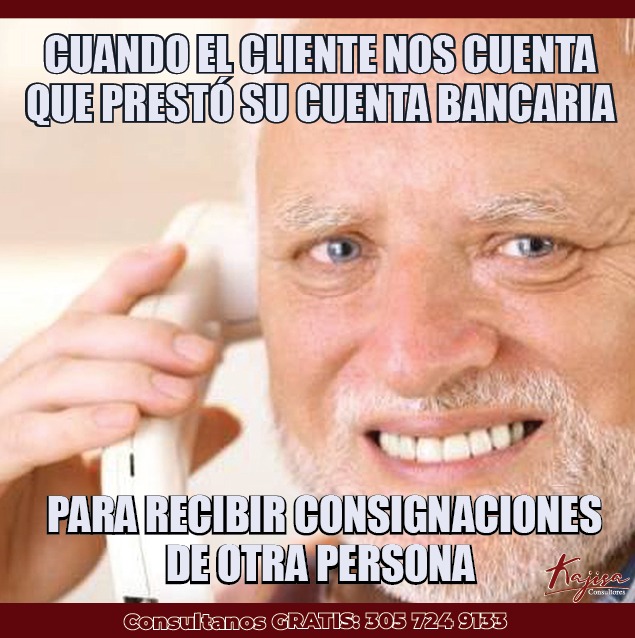 CUANDO EL CLIENTE NOS CUENTA
QUE PRESTÓ SU CUENTA BANCARIA
PARA RECIBIR CONSIGNACIONES
DE OTRA PERSONA
Kajisa
Consultores
Consultanos GRATIS: 305 724 9133